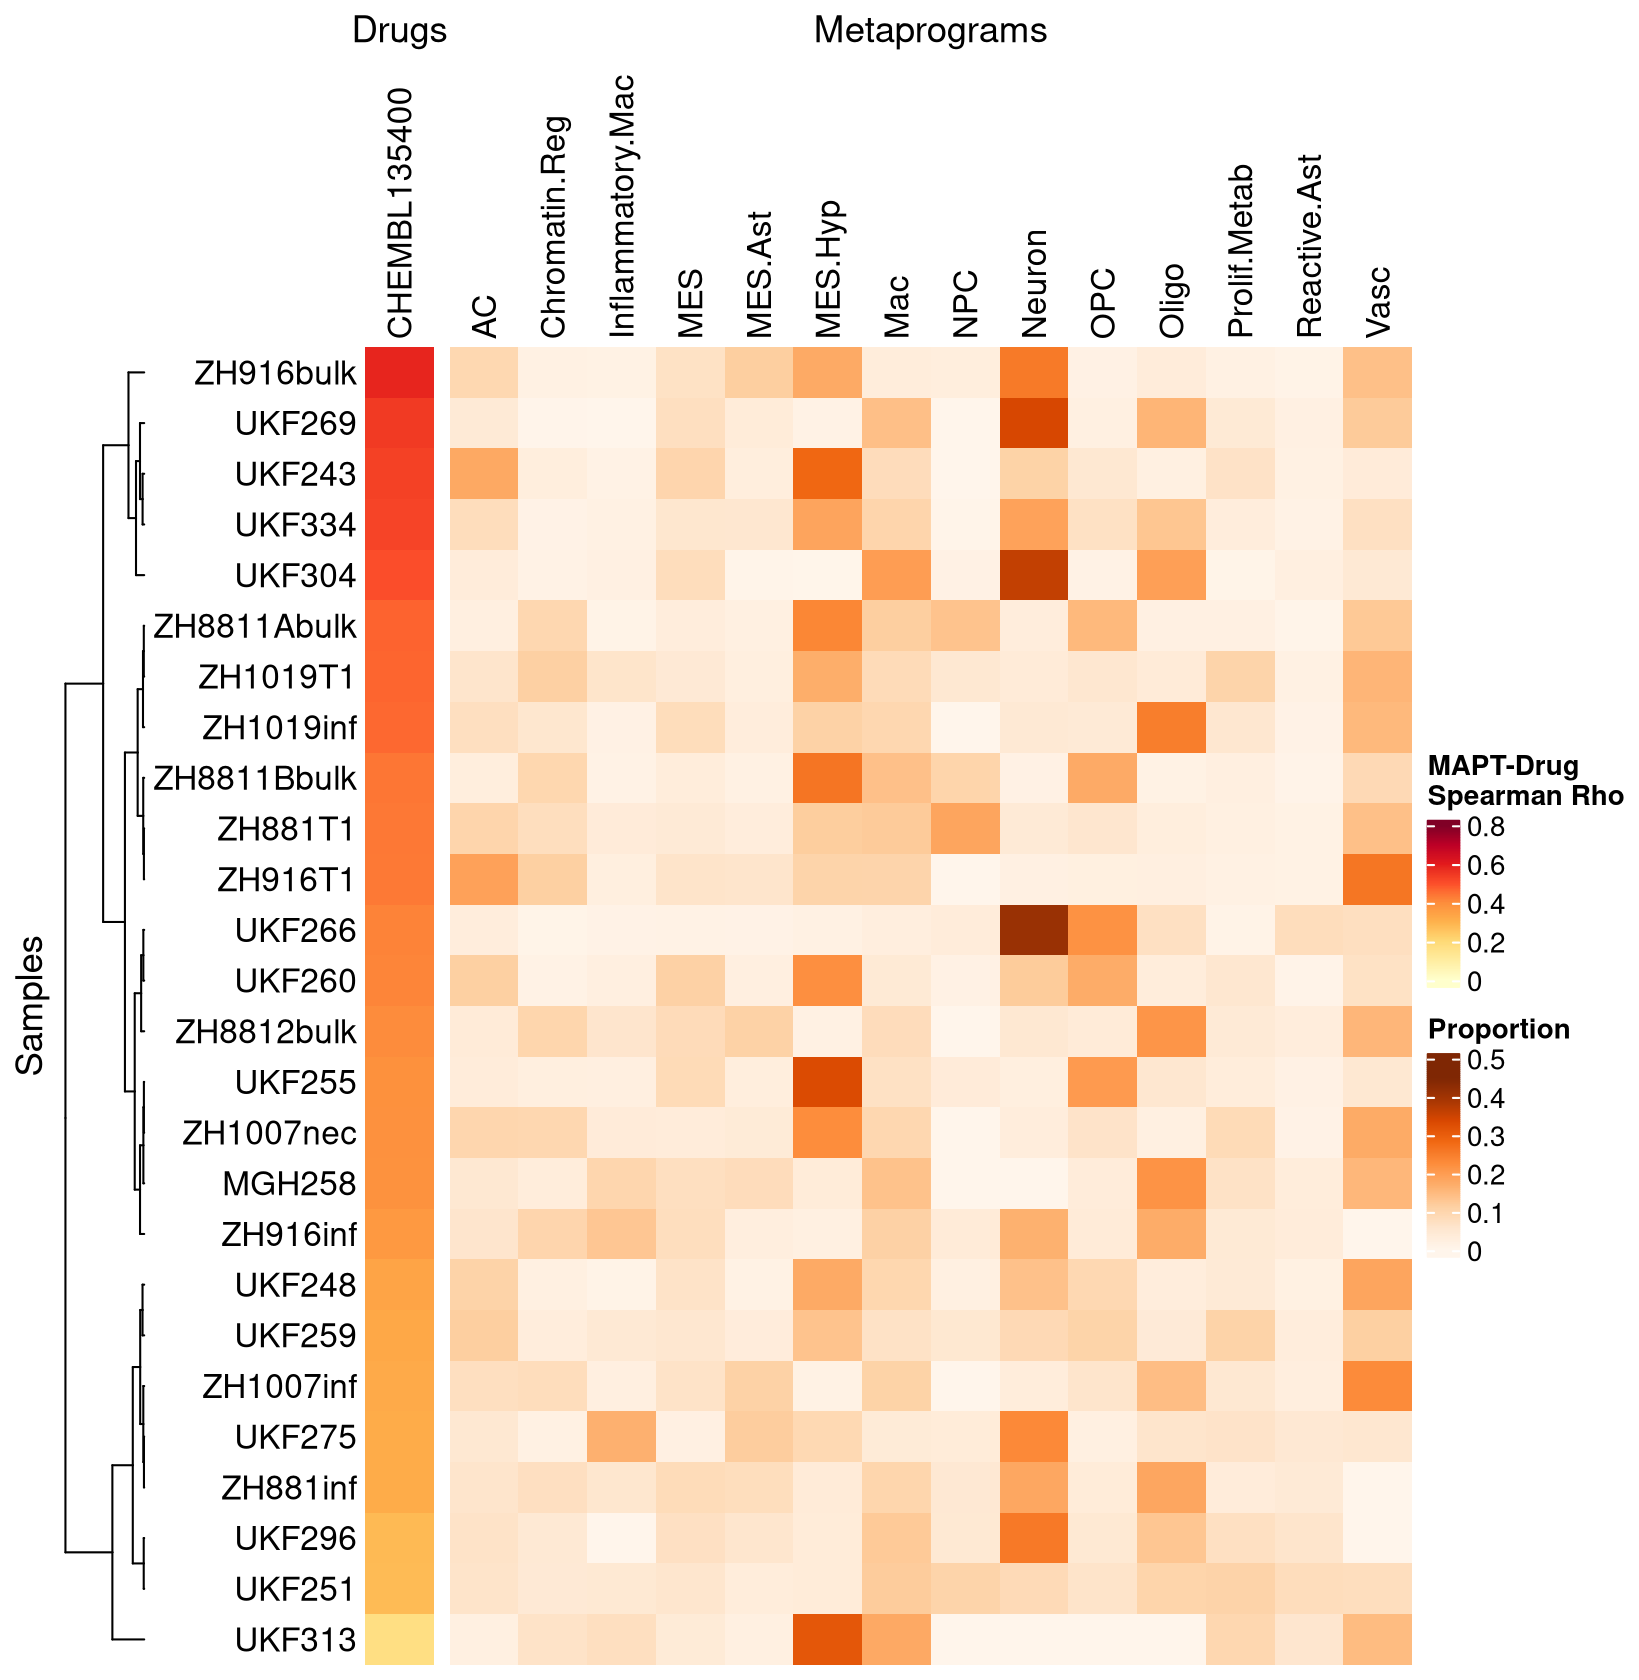 Drugs
Metaprograms
CHEMBL135400
AC
Chromatin.Reg
Inflammatory.Mac
MES
MES.Ast
MES.Hyp
Mac
NPC
Neuron
OPC
Oligo
Prolif.Metab
Reactive.Ast
Vasc
Samples
ZH916bulk
UKF269
UKF243
UKF334
UKF304
ZH8811Abulk
ZH1019T1
ZH1019inf
ZH8811Bbulk
ZH881T1
ZH916T1
UKF266
UKF260
ZH8812bulk
UKF255
ZH1007nec
MGH258
ZH916inf
UKF248
UKF259
ZH1007inf
UKF275
ZH881inf
UKF296
UKF251
UKF313
MAPT-Drug
Spearman Rho
0.8
0.6
0.4
0.2
0
Proportion
0.5
0.4
0.3
0.2
0.1
0